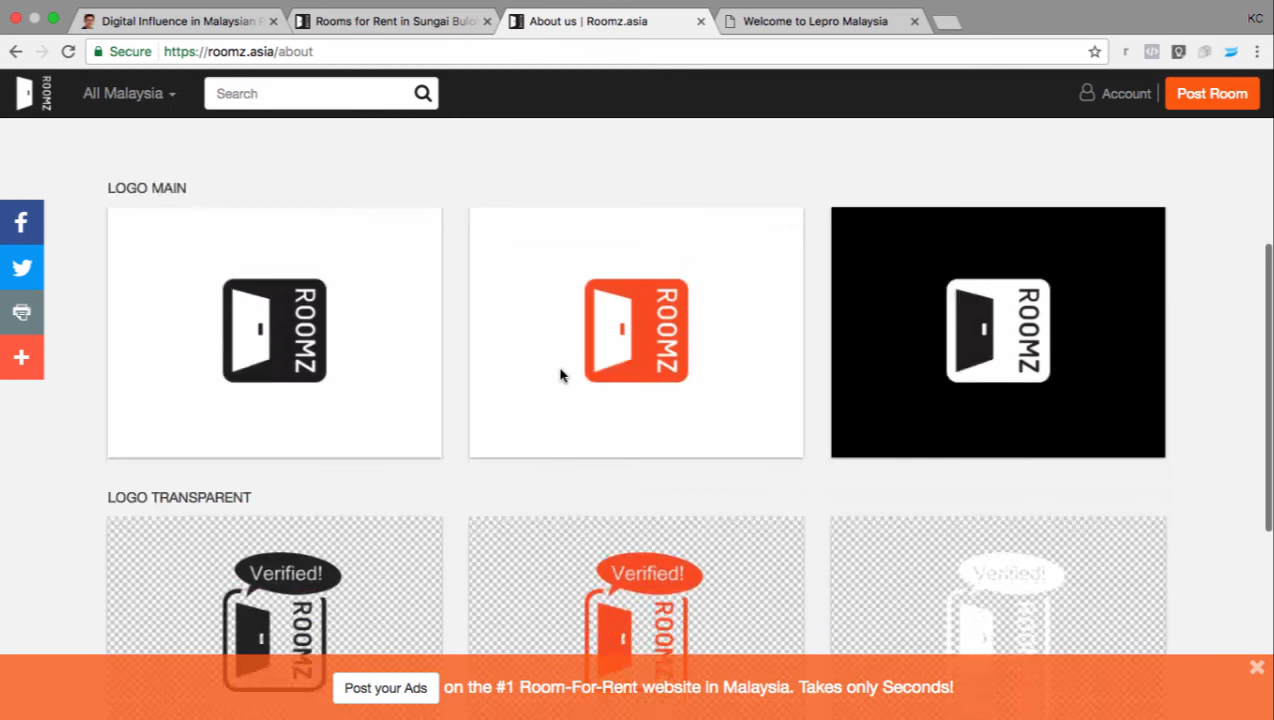 Digital Influence in Malaysian P
Rooms for Rent in Sungai Bulo
About us | Roomz.asia
Welcome to Lepro Malaysia
KC
Secure
https://roomz.asia/about
r
ROOMZ
All Malaysia
Search
Account
Post Room
LOGO MAIN
ROOMZ
ROOMZ
ROOMZ
LOGO TRANSPARENT
Verified!
Verified!
Verified!
ROOMZ
ROOMZ
Post your Ads on the #1 Room-For-Rent website in Malaysia. Takes only Seconds!